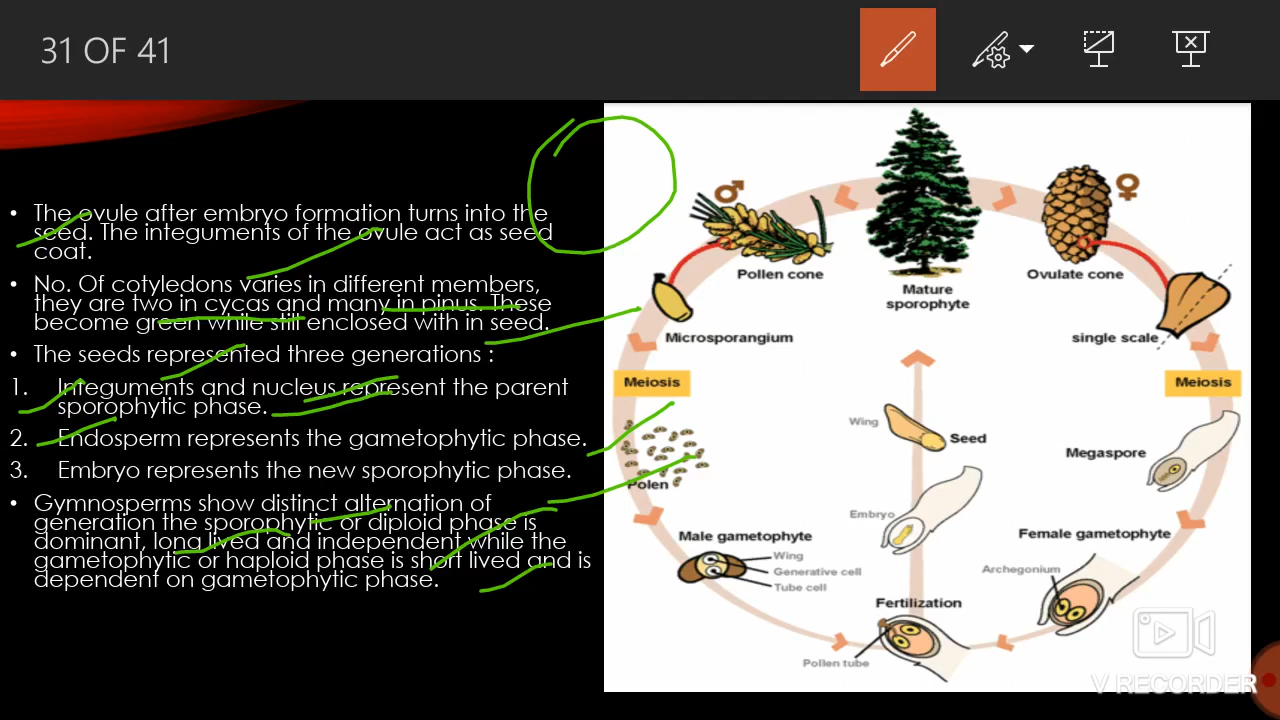 31 OF 41
• The ovule after embryo formation turns into the
seed. The integuments of the ovule act as seed
coat.
• No. Of cotyledons varies in different members,
they are two in cycas and many in pinus. These
become green while still enclosed with in seed.
• The seeds represented three generations :
1. Integuments and nucleus represent the parent
sporophytic phase.
2. Endosperm represents the gametophytic phase.
3. Embryo represents the new sporophytic phase.
• Gymnosperms show distinct alternation of
generation the sporophytic or diploid phase is
dominant, long lived and independent while the
gametophytic or haploid phase is short lived and is
dependent on gametophytic phase.
♂
♀
Pollen cone
Mature
sporophyte
Ovulate cone
Microsporangium
single scale
Meiosis
Meiosis
Wing
Seed
Megaspore
Polen
Embryo
Male gametophyte
Female gametophyte
Wing
Generative cell
Tube cell
Archegonium
Fertilization
Pollen tube
V RECORDER